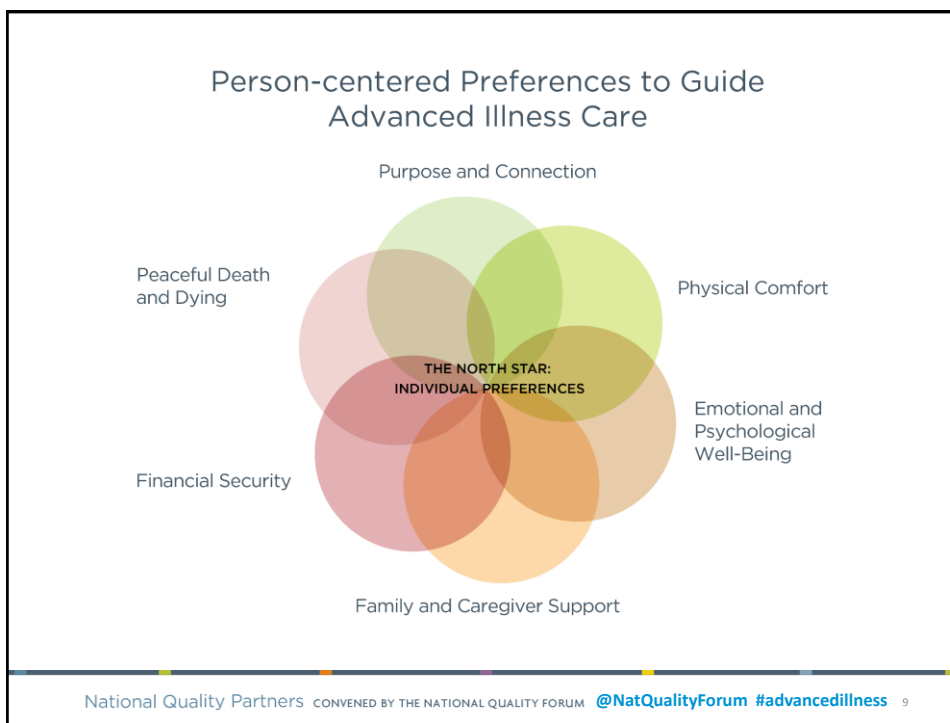 Person-centered Preferences to Guide
Advanced Illness Care
Purpose and Connection
Peaceful Death
and Dying
Physical Comfort
THE NORTH STAR:
INDIVIDUAL PREFERENCES
Emotional and
Psychological
Well-Being
Financial Security
Family and Caregiver Support
National Quality Partners CONVENED BY THE NATIONAL QUALITY FORUM @NatQualityForum #advancedillness 9